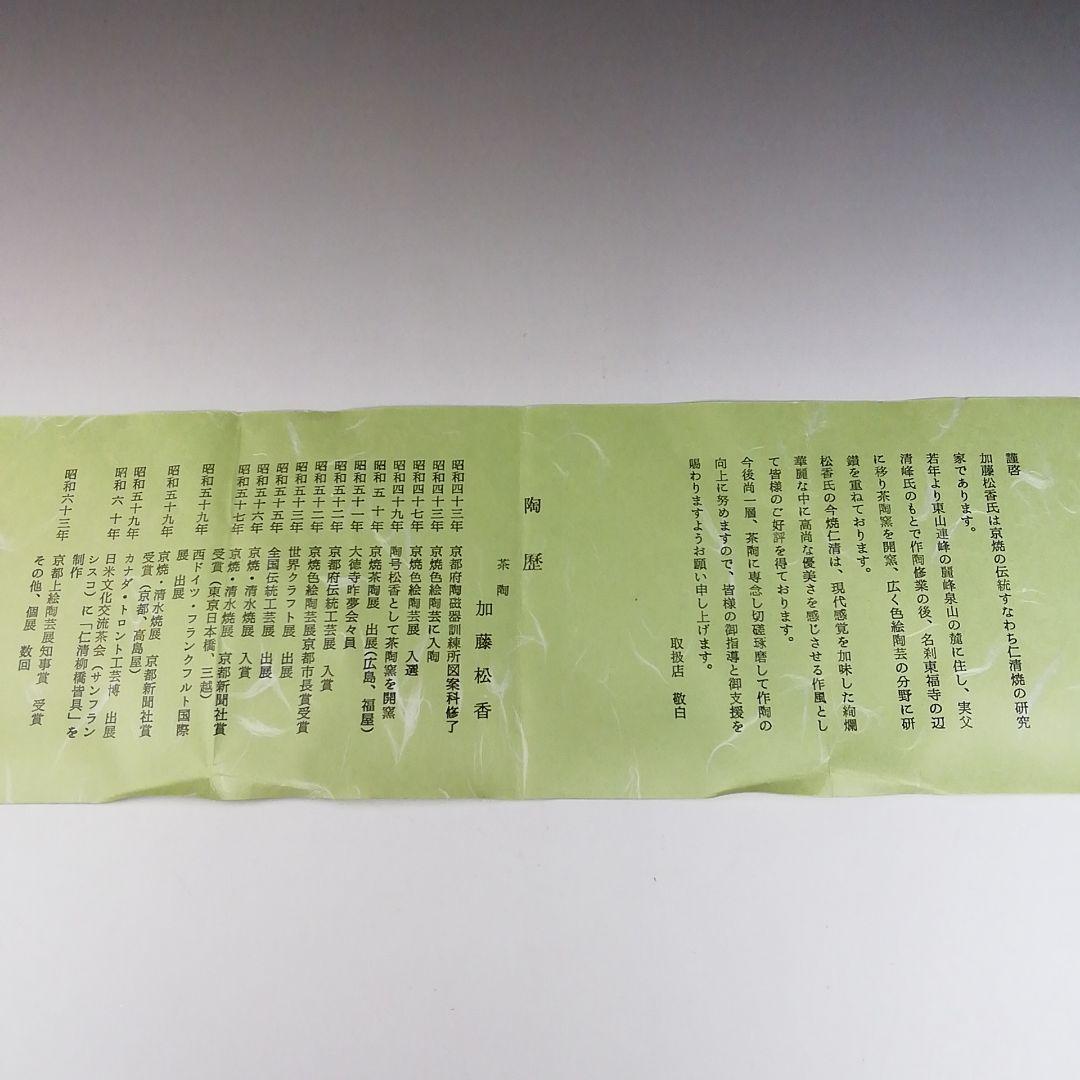 謹啓
加藤松香氏は京焼の伝統すなわち仁清焼の研究
家であります。
若年より東山連峰の麗峰泉山の麓に住し、実父
清峰氏のもとで作陶修業の後、名刹東福寺の辺
に移り茶陶窯を開窯、広く色絵陶芸の分野に研
鑽を重ねております。
松香氏の今焼仁清は、現代感覚を加味した絢爛
華麗な中に高尚な優美さを感じさせる作風とし
て皆様のご好評を得ております。
今後尚一層、茶陶に専念し切磋琢磨して作陶の
向上に努めますので、皆様の御指導と御支援を
賜わりますようお願い申し上げます。
取扱店 敬白
陶歴
茶陶 加藤松香
昭和四十三年 京都府陶磁器訓練所図案科修了
昭和四十三年 京焼色絵陶芸に入陶
昭和四十七年 京焼色絵陶芸展 入選
昭和四十九年 陶号松香として茶陶窯を開窯
昭和五十年 京焼茶陶展 出展(広島、福屋)
昭和五十一年 大徳寺昨夢会々員
昭和五十二年 京都府伝統工芸展 入賞
昭和五十二年 京焼色絵陶芸展京都市長賞受賞
昭和五十三年 世界クラフト展、出展
昭和五十五年 全国伝統工芸展 出展
昭和五十六年 京焼・清水焼展 入賞
昭和五十七年 京焼・清水焼展 京都新聞社賞
受賞(東京日本橋、三越)
昭和五十九年 西ドイツ・フランクフルト国際
展 出展
昭和五十九年 京焼・清水焼展 京都新聞社賞
受賞(京都、高島屋)
昭和五十九年 カナダ・トロント工芸博 出展
昭和六十年 日米文化交流茶会(サンフラン
シスコ)に「仁清柳橋皆具」を
制作
昭和六十三年 京都上絵陶芸展知事賞 受賞
その他、個展 数回